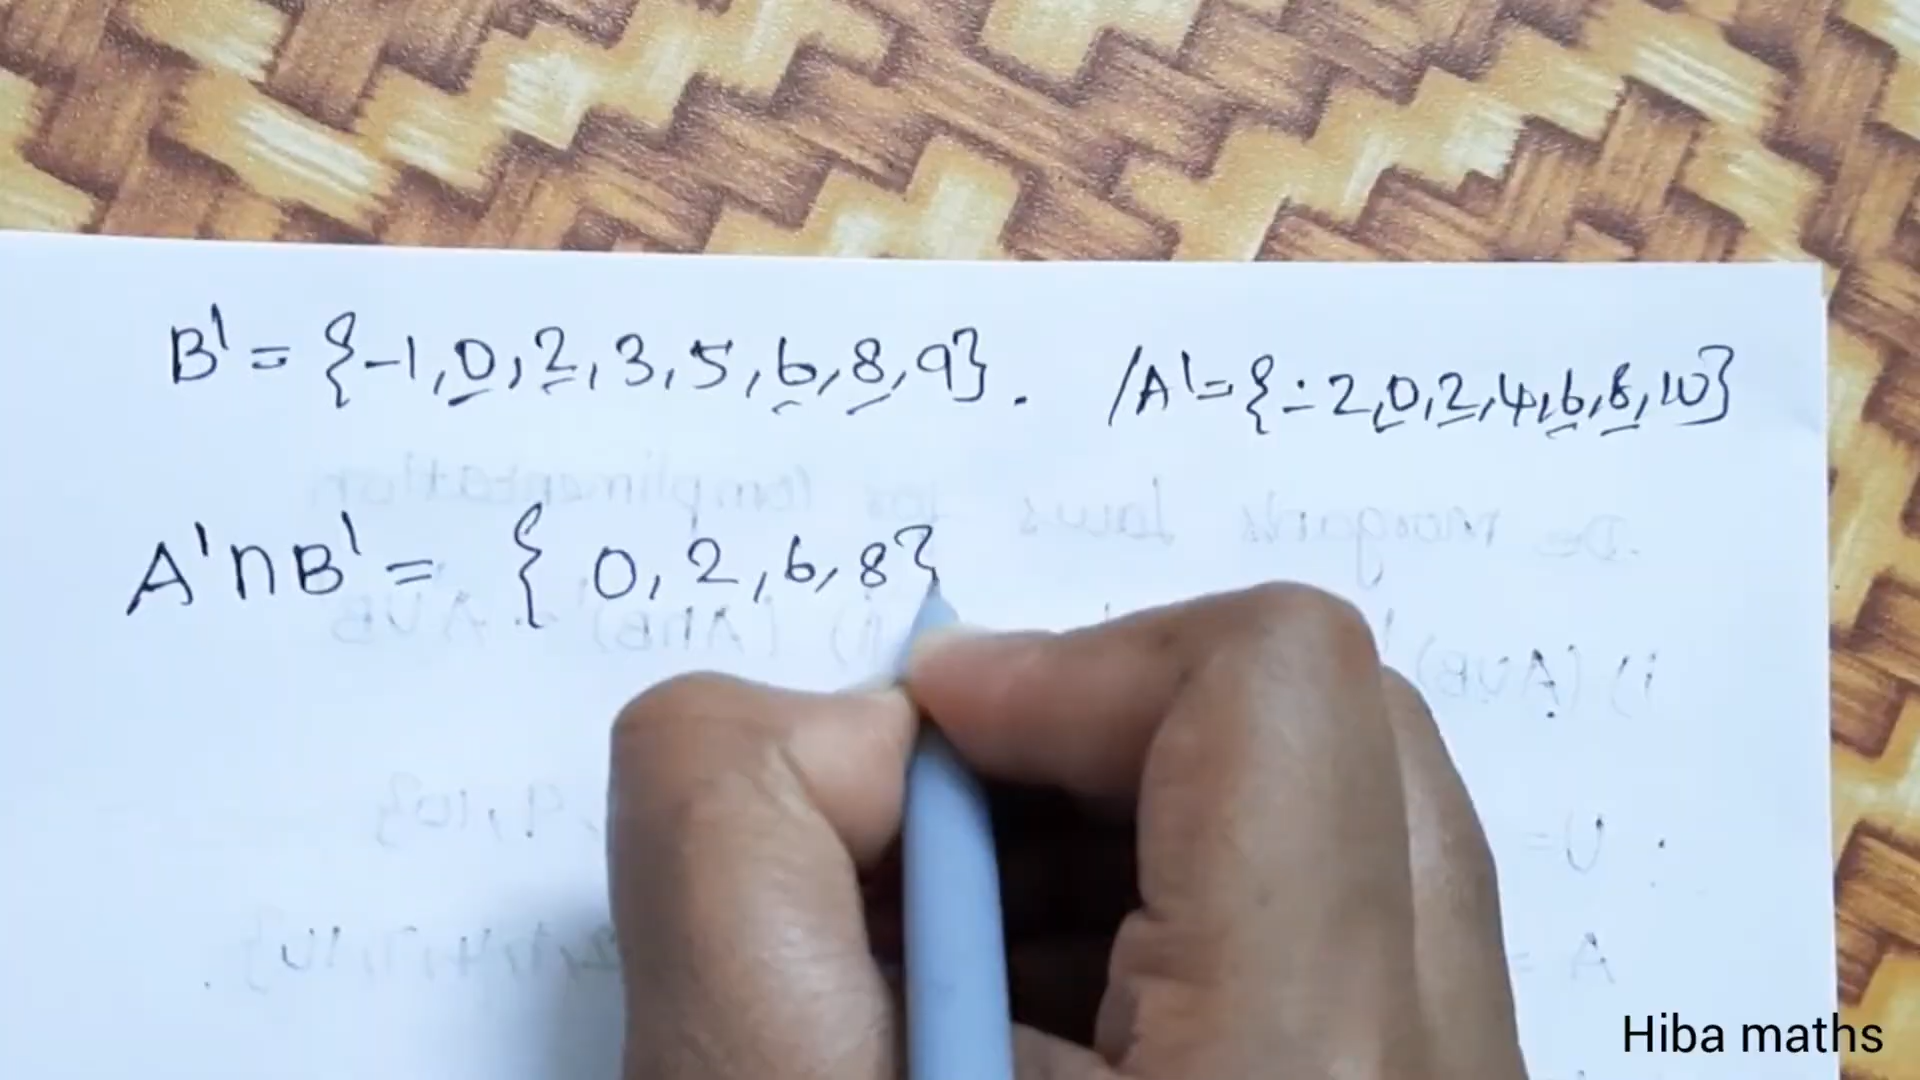 B' = {-1, 0, 2, 3, 5, 6, 8, 9}. /A' = {-2, 0, 2, 4, 6, 8, 10}
A'∩B' = { 0, 2, 6, 8}
Hiba maths